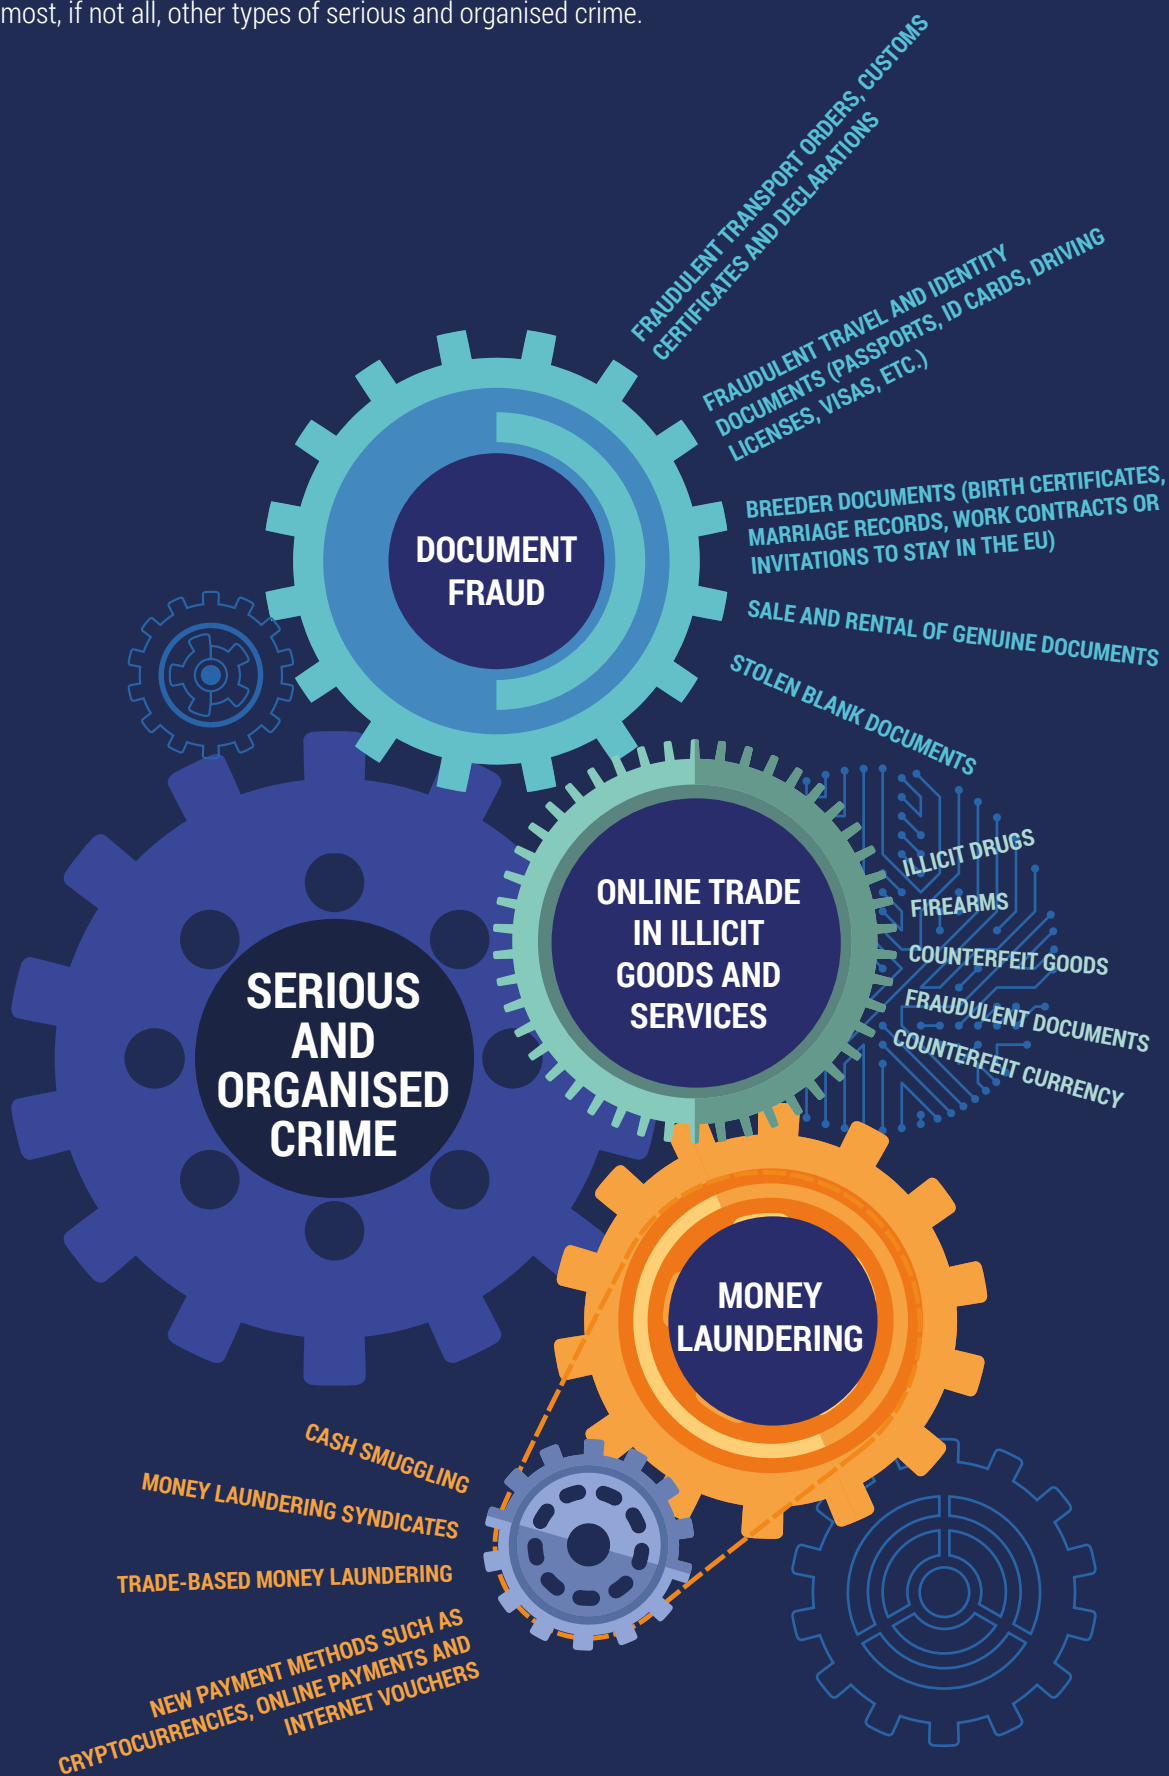 most, if not all, other types of serious and organised crime.
FRAUDULENT TRANSPORT ORDERS, CUSTOMS
CERTIFICATES AND DECLARATIONS
FRAUDULENT TRAVEL AND IDENTITY
DOCUMENTS (PASSPORTS, ID CARDS, DRIVING
LICENSES, VISAS, ETC.)
BREEDER DOCUMENTS (BIRTH CERTIFICATES,
MARRIAGE RECORDS, WORK CONTRACTS OR
INVITATIONS TO STAY IN THE EU)
SALE AND RENTAL OF GENUINE DOCUMENTS
STOLEN BLANK DOCUMENTS
DOCUMENT
FRAUD
ONLINE TRADE
IN ILLICIT
GOODS AND
SERVICES
ILLICIT DRUGS
FIREARMS
COUNTERFEIT GOODS
FRAUDULENT DOCUMENTS
COUNTERFEIT CURRENCY
SERIOUS
AND
ORGANISED
CRIME
MONEY
LAUNDERING
CASH SMUGGLING
MONEY LAUNDERING SYNDICATES
TRADE-BASED MONEY LAUNDERING
NEW PAYMENT METHODS SUCH AS
CRYPTOCURRENCIES, ONLINE PAYMENTS AND
INTERNET VOUCHERS